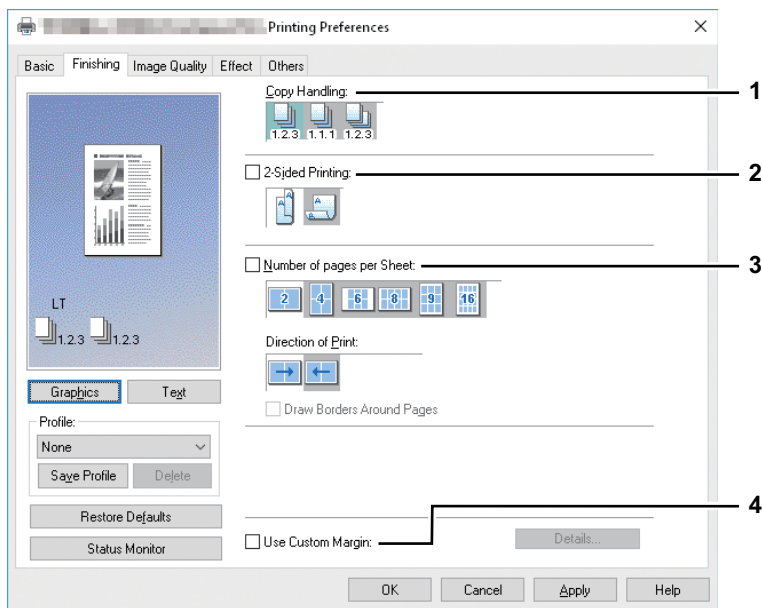 Printing Preferences
Basic Finishing Image Quality Effect Others
Copy Handling: 1
1.2.3 1.1.1 1.2.3
2-Sided Printing: 2
A A
Number of pages per Sheet: 3
2 4 6 8 9 16
LT
1.2.3 1.2.3
Direction of Print:
Graphics Text
Draw Borders Around Pages
Profile:
None
Save Profile Delete
Restore Defaults
4
Use Custom Margin: Details...
Status Monitor
OK Cancel Apply Help